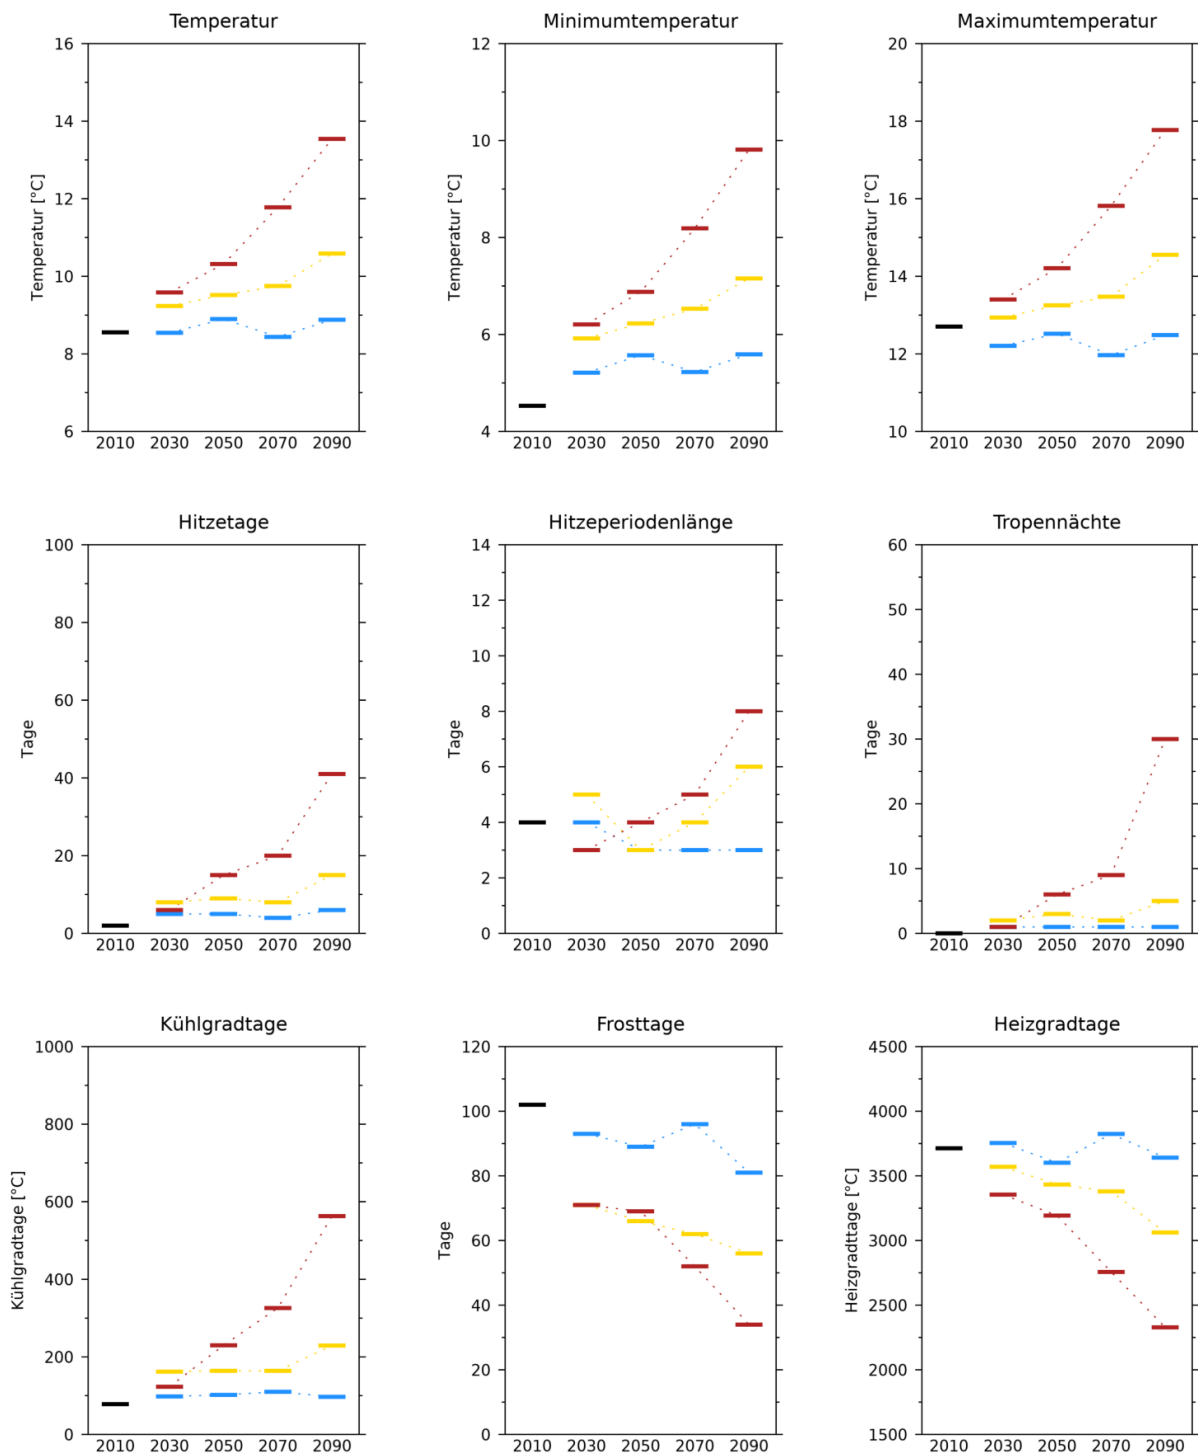 Temperatur
Minimumtemperatur
Maximumtemperatur
16
14
12
10
8
6
Temperatur [°C]
2010 2030 2050 2070 2090
12
10
8
6
4
Temperatur [°C]
2010 2030 2050 2070 2090
20
18
16
14
12
10
Temperatur [°C]
2010 2030 2050 2070 2090
Hitzetage
Hitzeperiodenlänge
Tropennächte
100
80
60
40
20
0
Tage
2010 2030 2050 2070 2090
14
12
10
8
6
4
2
0
Tage
2010 2030 2050 2070 2090
60
50
40
30
20
10
0
Tage
2010 2030 2050 2070 2090
Kühlgradtage
Frosttage
Heizgradtage
1000
800
600
400
200
0
Kühlgradtage [°C]
2010 2030 2050 2070 2090
120
100
80
60
40
20
0
Tage
2010 2030 2050 2070 2090
4500
4000
3500
3000
2500
2000
1500
Heizgradttage [°C]
2010 2030 2050 2070 2090